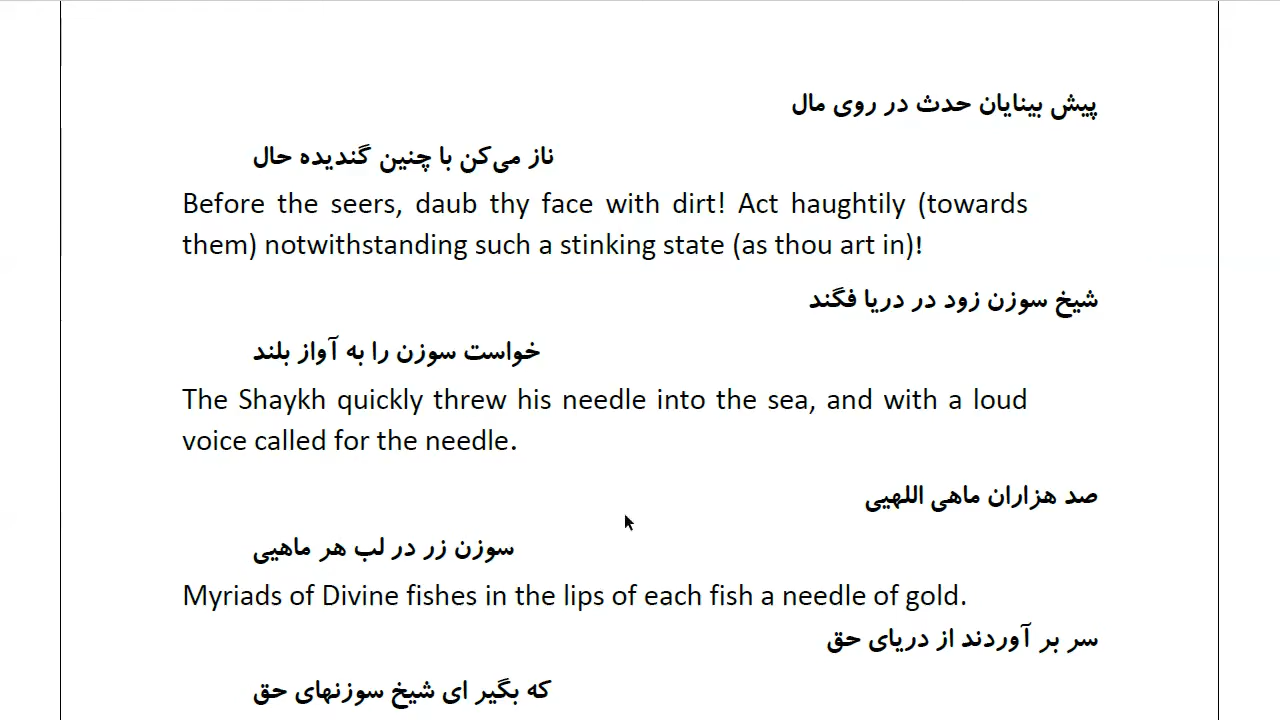 پیش بینایان حدث در روی مال
ناز می‌کن با چنین گندیده حال
Before the seers, daub thy face with dirt! Act haughtily (towards
them) notwithstanding such a stinking state (as thou art in)!
شیخ سوزن زود در دریا فگند
خواست سوزن را به آواز بلند
The Shaykh quickly threw his needle into the sea, and with a loud
voice called for the needle.
صد هزاران ماهی اللهیی
سوزن زر در لب هر ماهیی
Myriads of Divine fishes in the lips of each fish a needle of gold.
سر بر آوردند از دریای حق
که بگیر ای شیخ سوزنهای حق